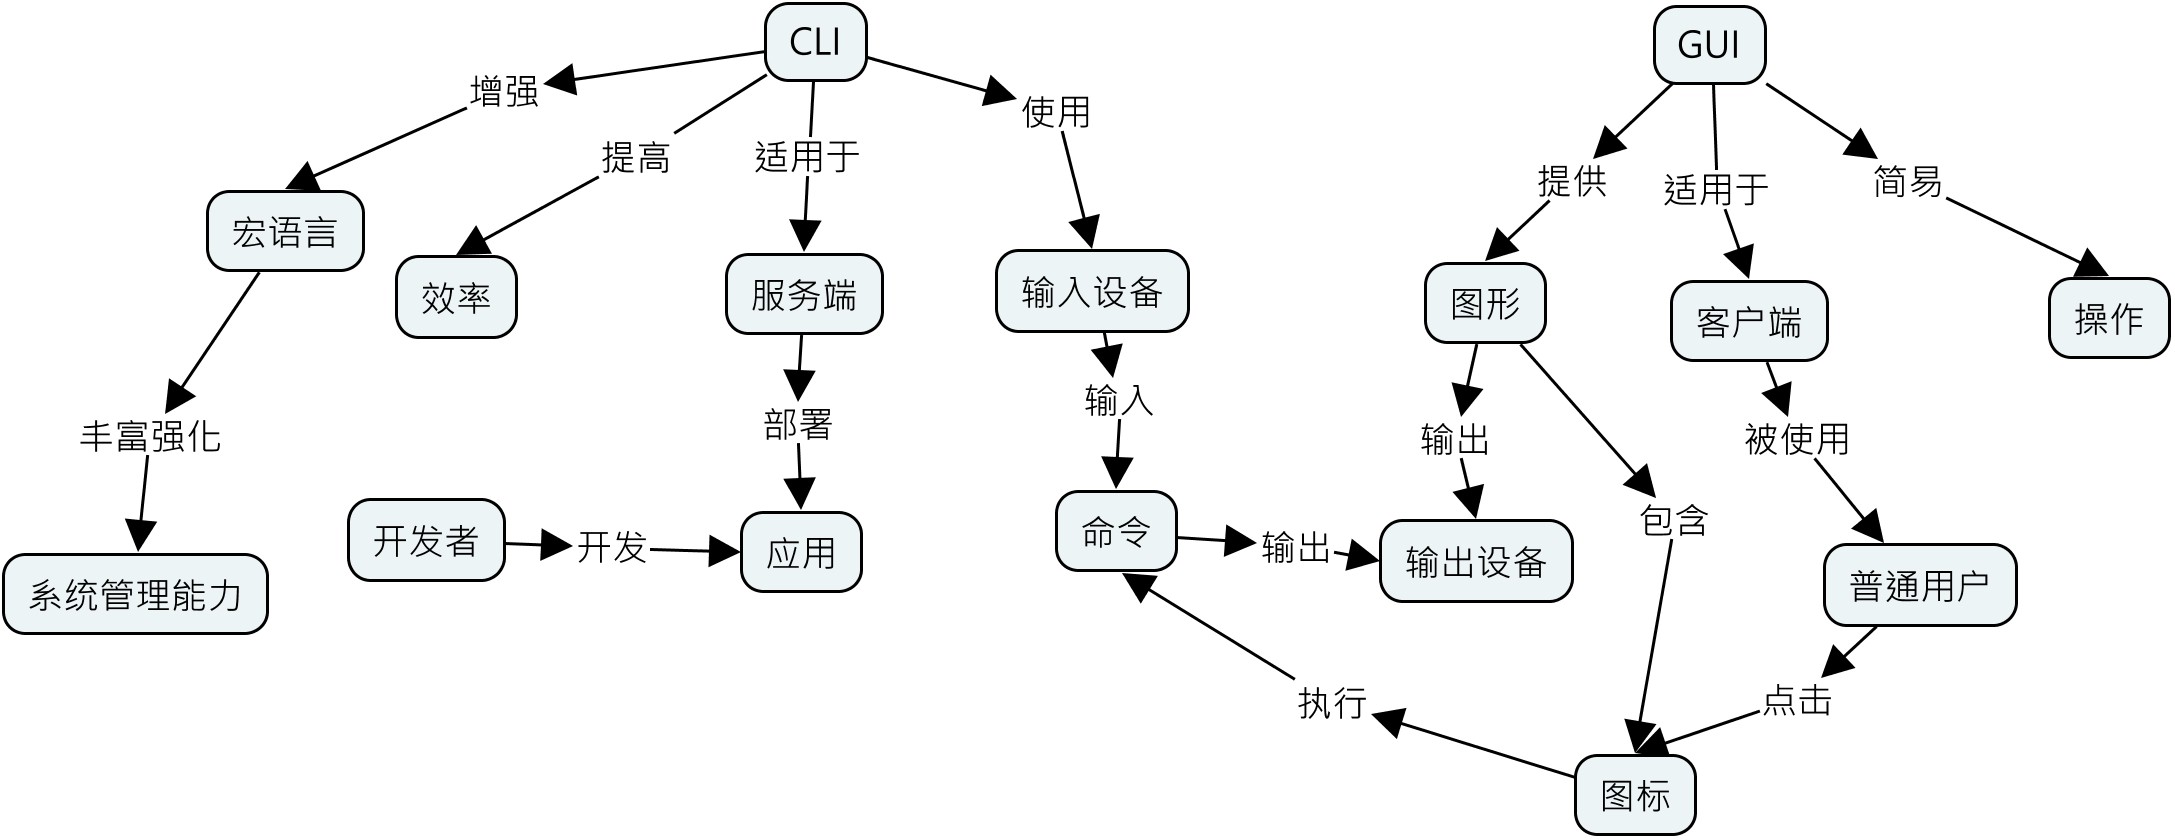 CLI
GUI
增强
使用
提高
适用于
提供
适用于
简易
宏语言
效率
服务端
输入设备
图形
客户端
操作
输入
丰富强化
部署
输出
被使用
开发者
开发
应用
命令
输出
输出设备
包含
系统管理能力
普通用户
执行
点击
图标